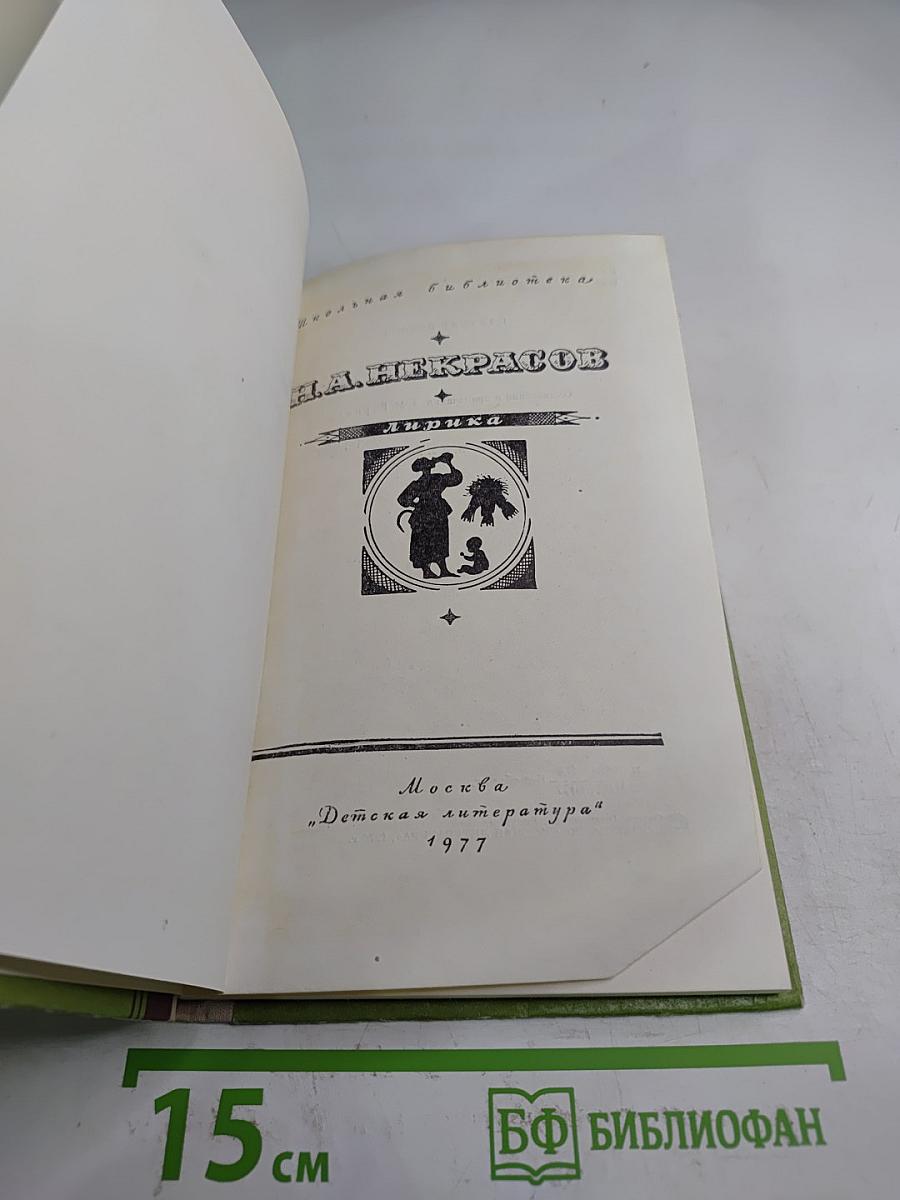 Школьная библиотека
Н.А.НЕКРАСОВ
лирика
Москва
„Детская литература“
1977
15 см
БФ БИБЛИОФАН